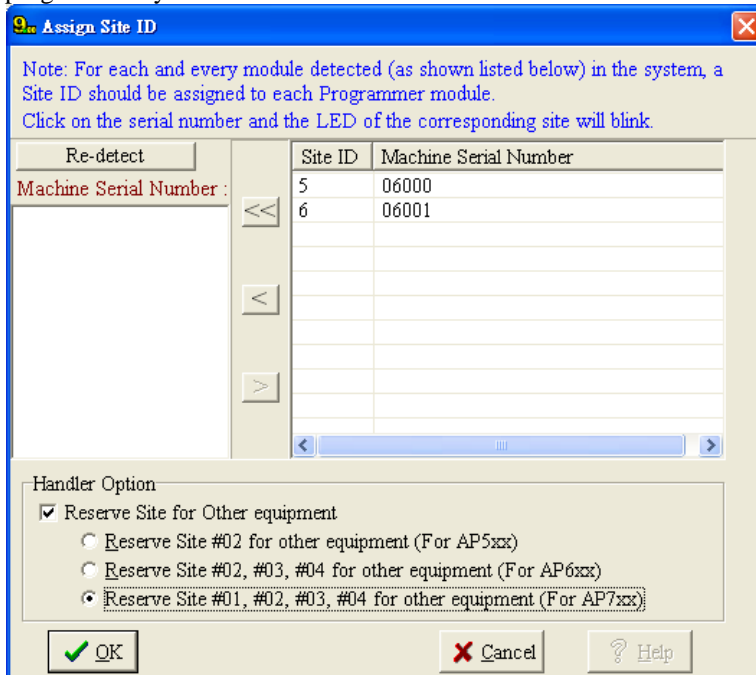 Assign Site ID
Note: For each and every module detected (as shown listed below) in the system, a
Site ID should be assigned to each Programmer module.
Click on the serial number and the LED of the corresponding site will blink.
Re-detect
Machine Serial Number :
<<
<
>
Site ID Machine Serial Number
5 06000
6 06001
Handler Option
Reserve Site for Other equipment
Reserve Site #02 for other equipment (For AP5xx)
Reserve Site #02, #03, #04 for other equipment (For AP6xx)
Reserve Site #01, #02, #03, #04 for other equipment (For AP7xx)
OK
Cancel
? Help